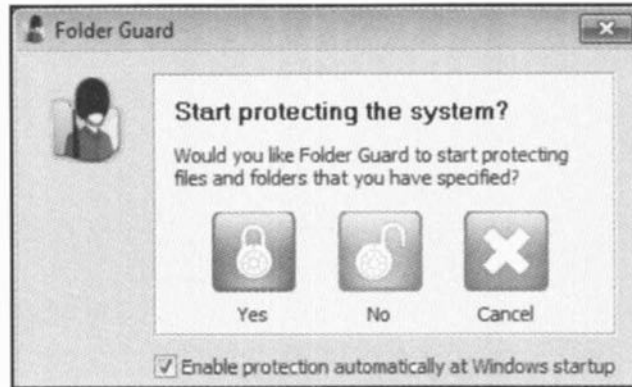 Folder Guard
Start protecting the system?
Would you like Folder Guard to start protecting
files and folders that you have specified?
Yes No Cancel
Enable protection automatically at Windows startup